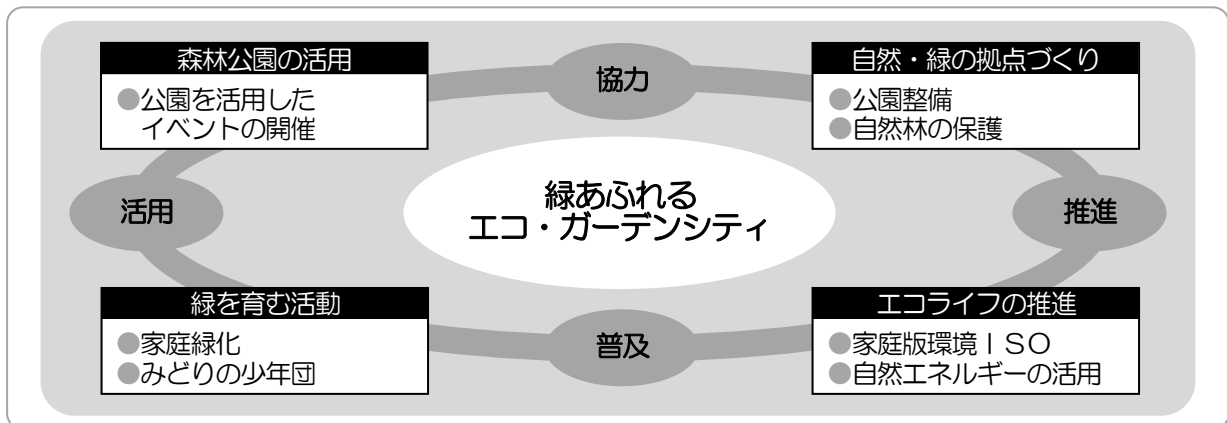 森林公園の活用
●公園を活用した
イベントの開催
協力
自然・緑の拠点づくり
●公園整備
●自然林の保護
活用
緑あふれる
エコ・ガーデンシティ
推進
緑を育む活動
●家庭緑化
●みどりの少年団
普及
エコライフの推進
●家庭版環境ＩＳＯ
●自然エネルギーの活用